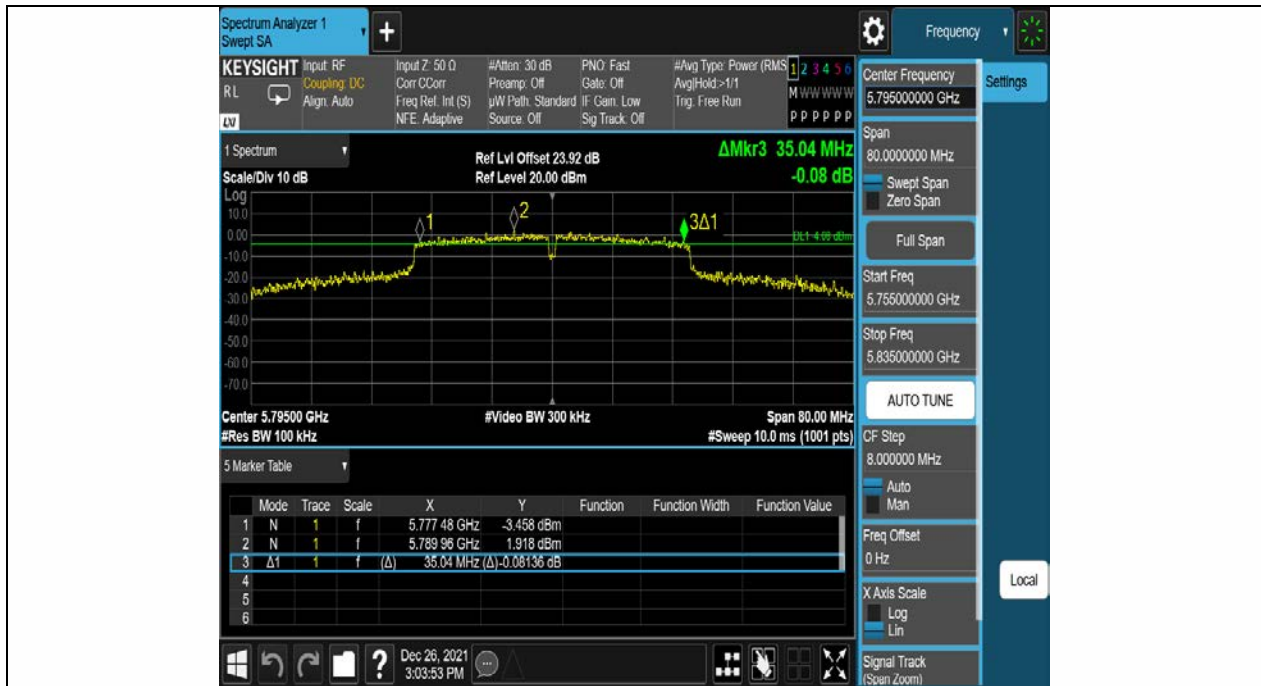 Spectrum Analyzer 1
Swept SA
+
Frequency
KEYSIGHT
RL
LXI
Input: RF
Coupling: DC
Align: Auto
Input Z: 50 Ω
Corr CCorr
Freq Ref: Int (S)
NFE: Adaptive
#Atten: 30 dB
Preamp: Off
µW Path: Standard
Source: Off
PNO: Fast
Gate: Off
IF Gain: Low
Sig Track: Off
#Avg Type: Power (RMS
Avg|Hold:>1/1
Trig: Free Run
1 2 3 4 5 6
M W W W W W
P P P P P P
1 Spectrum
Scale/Div 10 dB
Ref Lvl Offset 23.92 dB
Ref Level 20.00 dBm
ΔMkr3 35.04 MHz
-0.08 dB
Log
10.0
0.00
-10.0
-20.0
-30.0
-40.0
-50.0
-60.0
-70.0
1
2
3Δ1
Center 5.79500 GHz
#Video BW 300 kHz
Span 80.00 MHz
#Res BW 100 kHz
#Sweep 10.0 ms (1001 pts)
5 Marker Table
Mode Trace Scale X Y Function Function Width Function Value
1 N 1 f 5.777 48 GHz -3.458 dBm
2 N 1 f 5.789 96 GHz 1.918 dBm
3 Δ1 1 f (Δ) 35.04 MHz (Δ) -0.08136 dB
4
5
6
?
Dec 26, 2021
3:03:53 PM
Center Frequency
5.795000000 GHz
Settings
Span
80.0000000 MHz
Swept Span
Zero Span
Full Span
Start Freq
5.755000000 GHz
Stop Freq
5.835000000 GHz
AUTO TUNE
CF Step
8.000000 MHz
Auto
Man
Freq Offset
0 Hz
X Axis Scale
Log
Lin
Local
Signal Track
(Span Zoom)